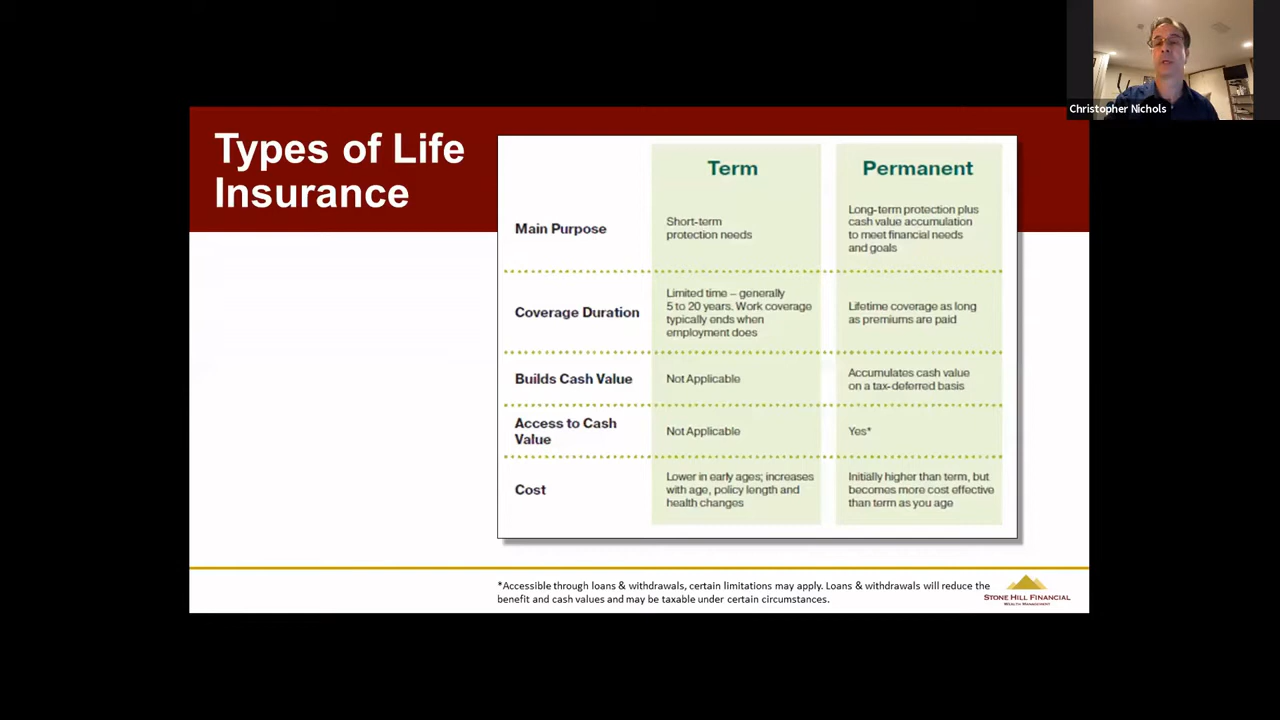 Christopher Nichols
Types of Life
Insurance
Term
Permanent
Main Purpose
Short-term
protection needs
Long-term protection plus
cash value accumulation
to meet financial needs
and goals
Coverage Duration
Limited time – generally
5 to 20 years. Work coverage
typically ends when
employment does
Lifetime coverage as long
as premiums are paid
Builds Cash Value
Not Applicable
Accumulates cash value
on a tax-deferred basis
Access to Cash
Value
Not Applicable
Yes*
Cost
Lower in early ages; increases
with age, policy length and
health changes
Initially higher than term, but
becomes more cost effective
than term as you age
*Accessible through loans & withdrawals, certain limitations may apply. Loans & withdrawals will reduce the
benefit and cash values and may be taxable under certain circumstances.
STONE HILL FINANCIAL
WEALTH MANAGEMENT